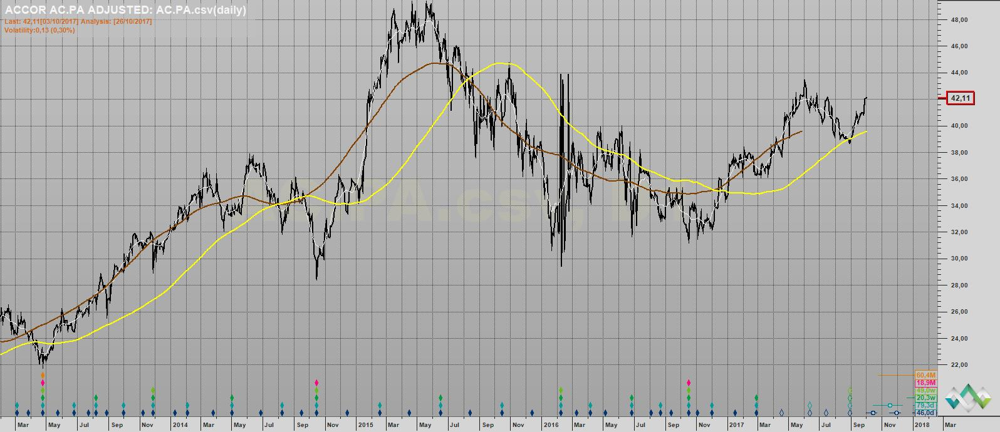 ACCOR AC.PA ADJUSTED: AC.PA.csv(daily)
Last: 42,11[03/10/2017] Analysis: [26/10/2017]
Volatility:0,13 (0,30%)
48,00
46,00
44,00
42,11
40,00
38,00
36,00
34,00
32,00
30,00
28,00
26,00
24,00
22,00
60,4M
18,9M
49,0w
20,3w
79,3d
46,0d
Mar May Jul Sep Nov 2014 Mar May Jul Sep Nov 2015 Mar May Jul Sep Nov 2016 Mar May Jul Sep Nov 2017 Mar May Jul Sep Nov 2018 Mar